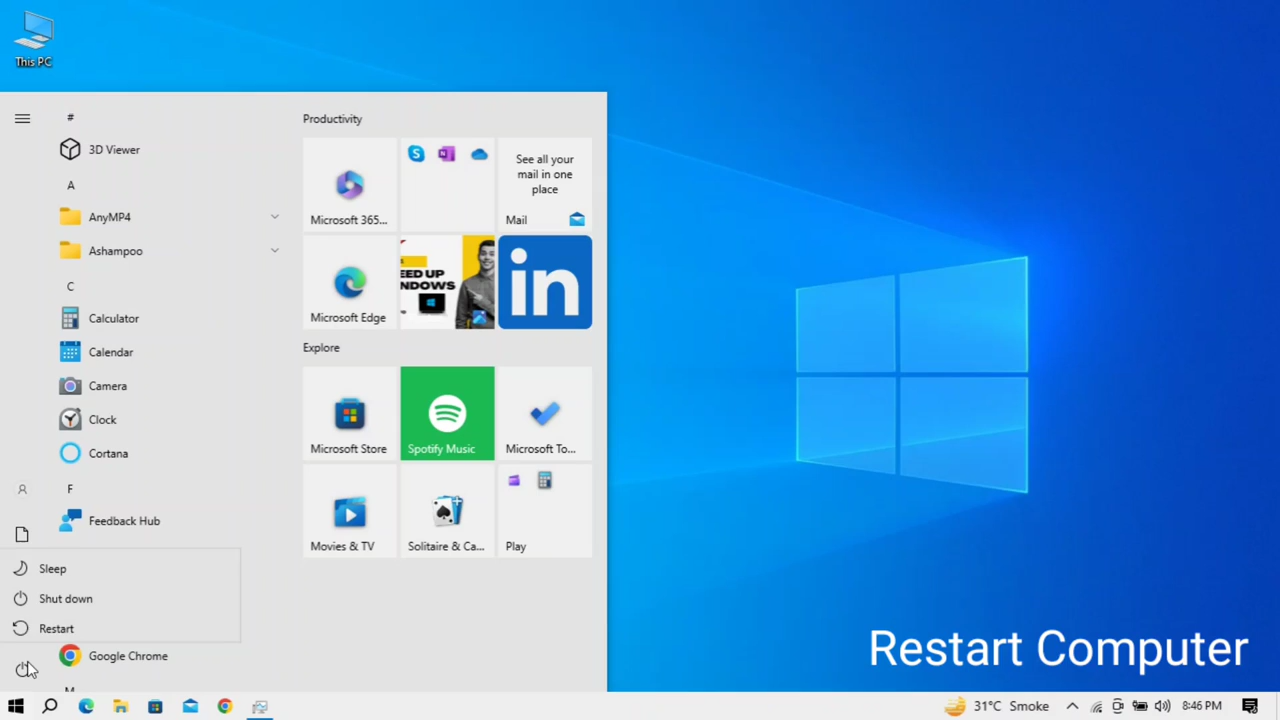 This PC
#
3D Viewer
A
AnyMP4
Ashampoo
C
Calculator
Calendar
Camera
Clock
Cortana
F
Feedback Hub
Sleep
Shut down
Restart
Google Chrome
M
Productivity
Microsoft 365...
See all your
mail in one
place
Mail
Microsoft Edge
EED UP
NDOWS
in
Explore
Microsoft Store
Spotify Music
Microsoft To...
Movies & TV
Solitaire & Ca...
Play
Restart Computer
31°C Smoke
8:46 PM